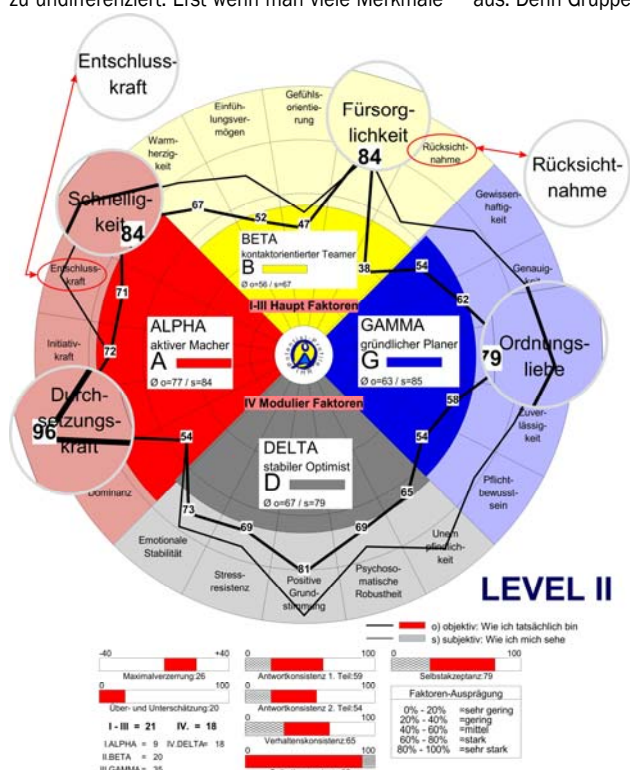 zu undifferenziert. Erst wenn man viele Merkmale
aus. Denn Gruppe
Entschluss-
kraft
Gefühls-
orientie-
rung
Einfüh-
lungsver-
mögen
Warm-
herzig-
keit
Fürsorg-
lichkeit
84
Rücksicht-
nahme
Rücksicht-
nahme
Schnellig-
keit
84
67
52
47
38
Gewissen-
haftig-
keit
54
62
Genauig-
keit
BETA
kontaktorientierter Teamer
B
Ø o=56 / s=67
Entschluss-
kraft
71
I-III Haupt Faktoren
Initiativ-
kraft
72
ALPHA
aktiver Macher
A
Ø o=77 / s=84
GAMMA
gründlicher Planer
G
Ø o=63 / s=85
79
Ordnungs-
liebe
IV Modulier Faktoren
Durch-
setzungs-
kraft
96
58
Zuver-
lässig-
keit
54
54
DELTA
stabiler Optimist
D
Ø o=67 / s=79
65
Pflicht-
bewusst-
sein
Dominanz
73
69
81
69
Emotionale
Stabilität
Stress-
resistenz
Positive
Grund-
stimmung
Psychoso-
matische
Robustheit
Unem
pfindlich-
keit
LEVEL II
o) objektiv: Wie ich tatsächlich bin
s) subjektiv: Wie ich mich sehe
-40 +40
Maximalverzerrung:26
0 100
Über- und Unterschätzung:20
I - III = 21 IV. = 18
I.ALPHA = 9 IV.DELTA= 18
II.BETA = 20
III.GAMMA= 35
0 100
Antwortkonsistenz 1. Teil:59
0 100
Antwortkonsistenz 2. Teil:54
0 100
Verhaltenskonsistenz:65
0 100
0 100
Selbstakzeptanz:79
Faktoren-Ausprägung
0% - 20% =sehr gering
20% - 40% =gering
40% - 60% =mittel
60% - 80% =stark
80% - 100% =sehr stark